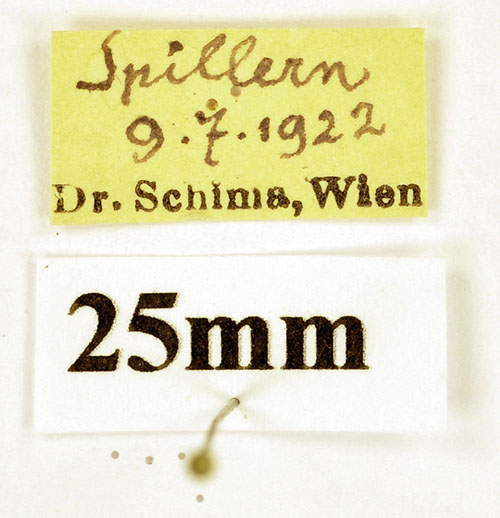 Spillern
9.7.1922
Dr. Schima, Wien
25mm